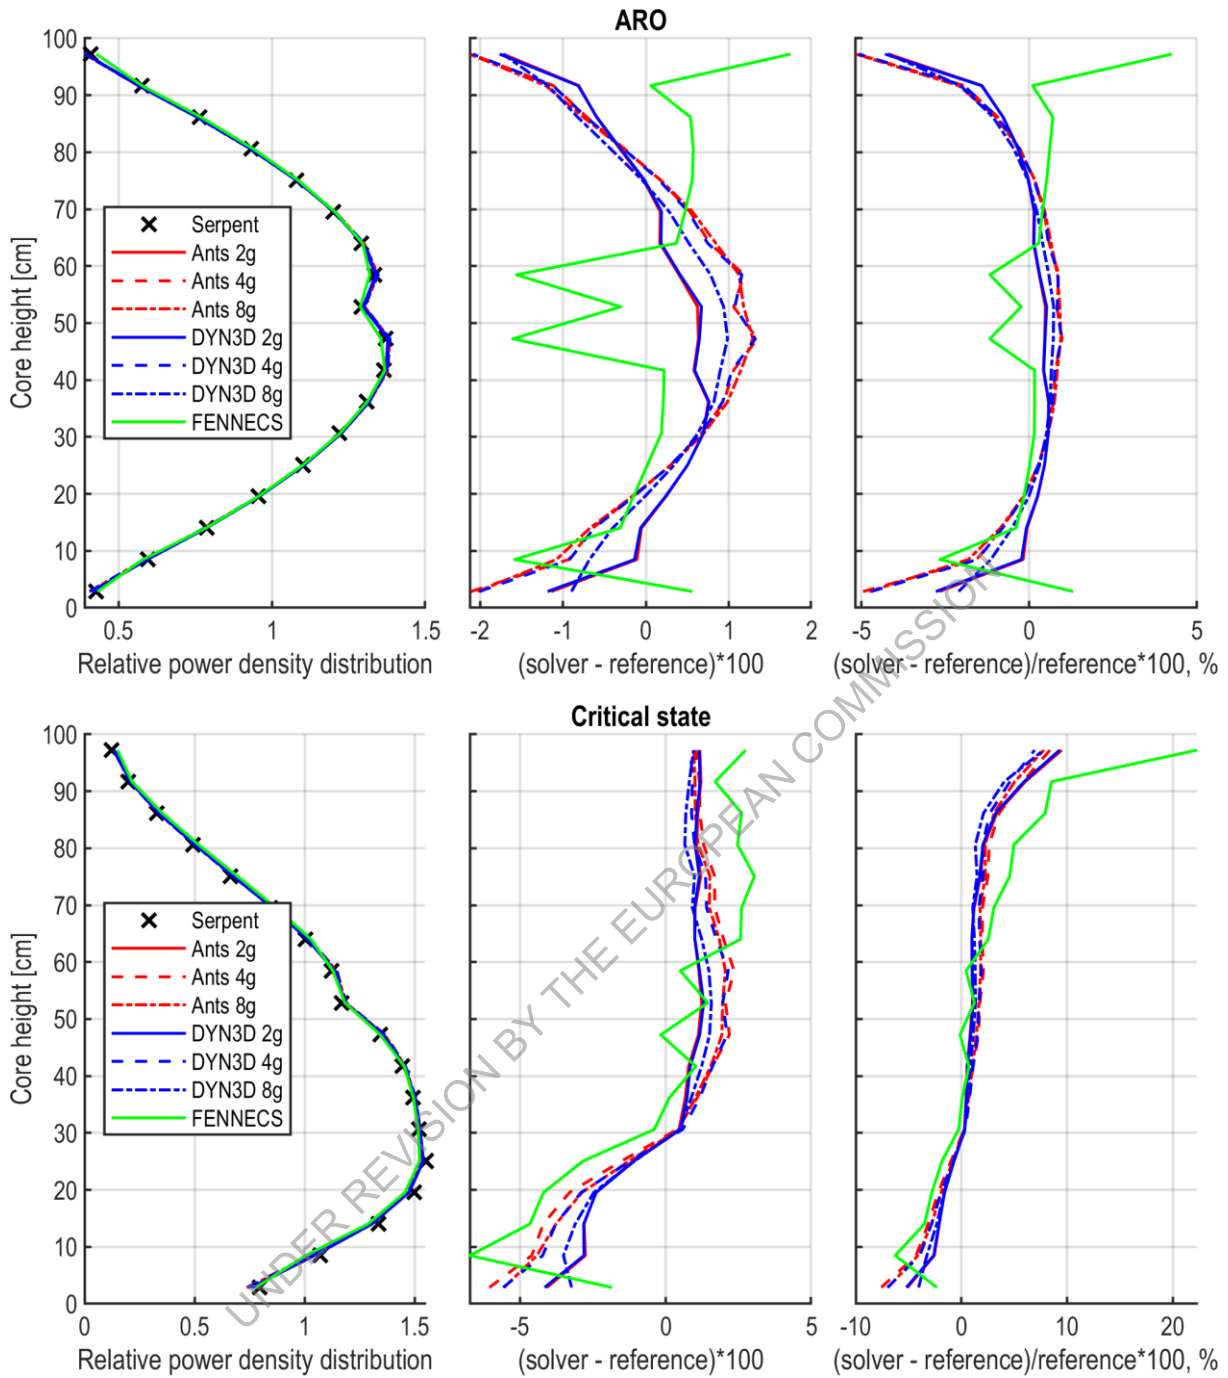 ARO
100
90
80
70
60
50
40
30
20
10
0
Core height [cm]
Serpent
Ants 2g
Ants 4g
Ants 8g
DYN3D 2g
DYN3D 4g
DYN3D 8g
FENNECS
0.5 1 1.5
Relative power density distribution
-2 -1 0 1 2
(solver - reference)*100
-5 0 5
(solver - reference)/reference*100, %
Critical state
100
90
80
70
60
50
40
30
20
10
0
Core height [cm]
Serpent
Ants 2g
Ants 4g
Ants 8g
DYN3D 2g
DYN3D 4g
DYN3D 8g
FENNECS
0 0.5 1 1.5
Relative power density distribution
-5 0 5
(solver - reference)*100
-10 0 10 20
(solver - reference)/reference*100, %
UNDER REVISION BY THE EUROPEAN COMMISSION